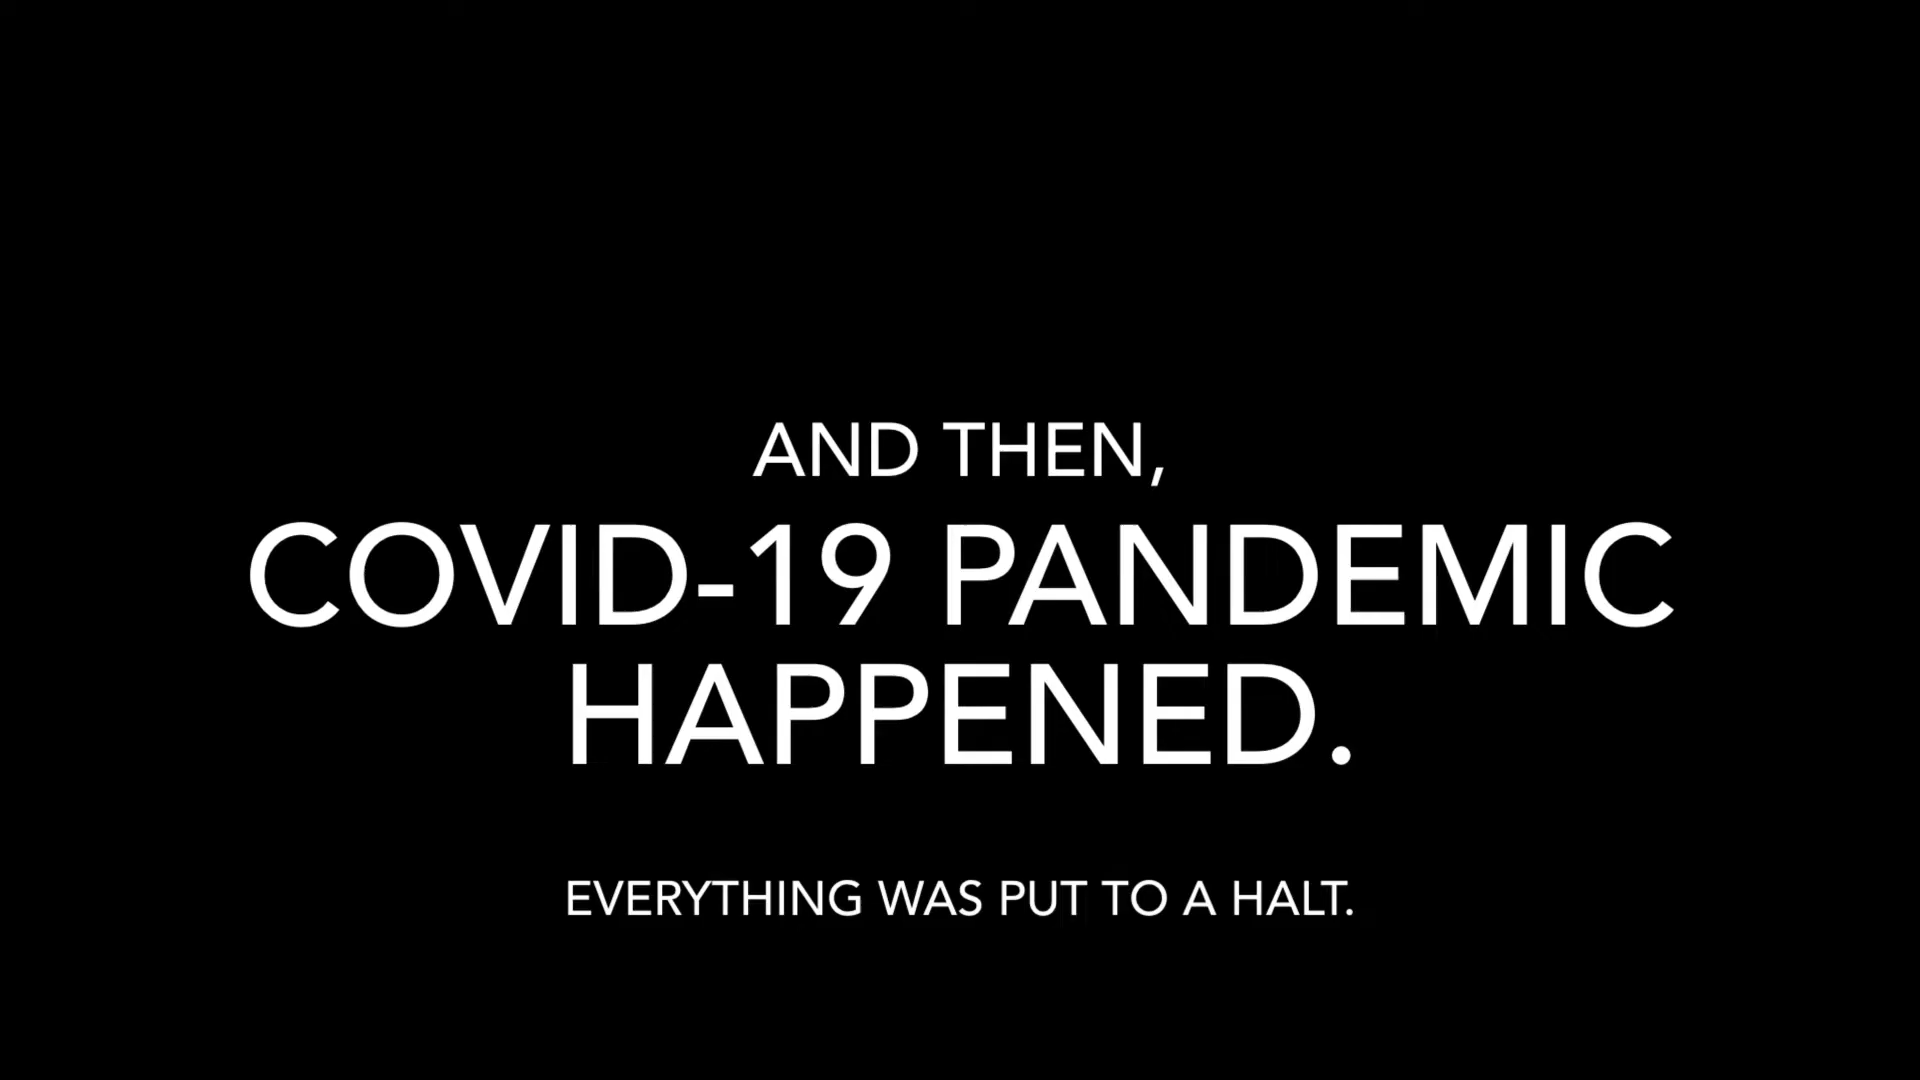 AND THEN,
COVID-19 PANDEMIC
HAPPENED.
EVERYTHING WAS PUT TO A HALT.